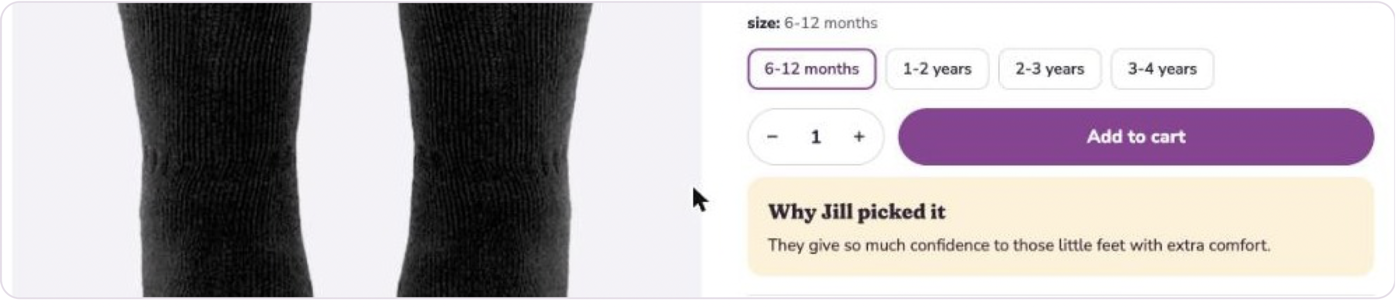 size: 6-12 months
6-12 months
1-2 years
2-3 years
3-4 years
− 1 +
Add to cart
Why Jill picked it
They give so much confidence to those little feet with extra comfort.